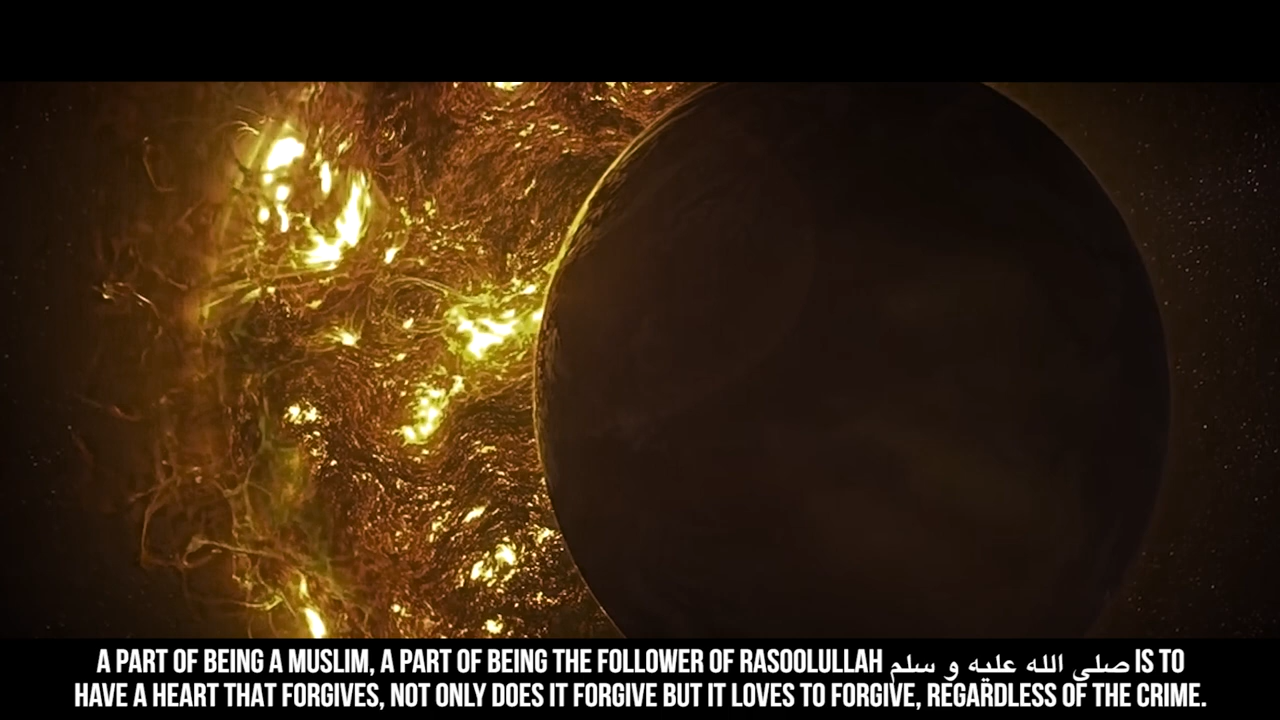 A PART OF BEING A MUSLIM, A PART OF BEING THE FOLLOWER OF RASOOLULLAH صلى الله عليه و سلم IS TO
HAVE A HEART THAT FORGIVES, NOT ONLY DOES IT FORGIVE BUT IT LOVES TO FORGIVE, REGARDLESS OF THE CRIME.